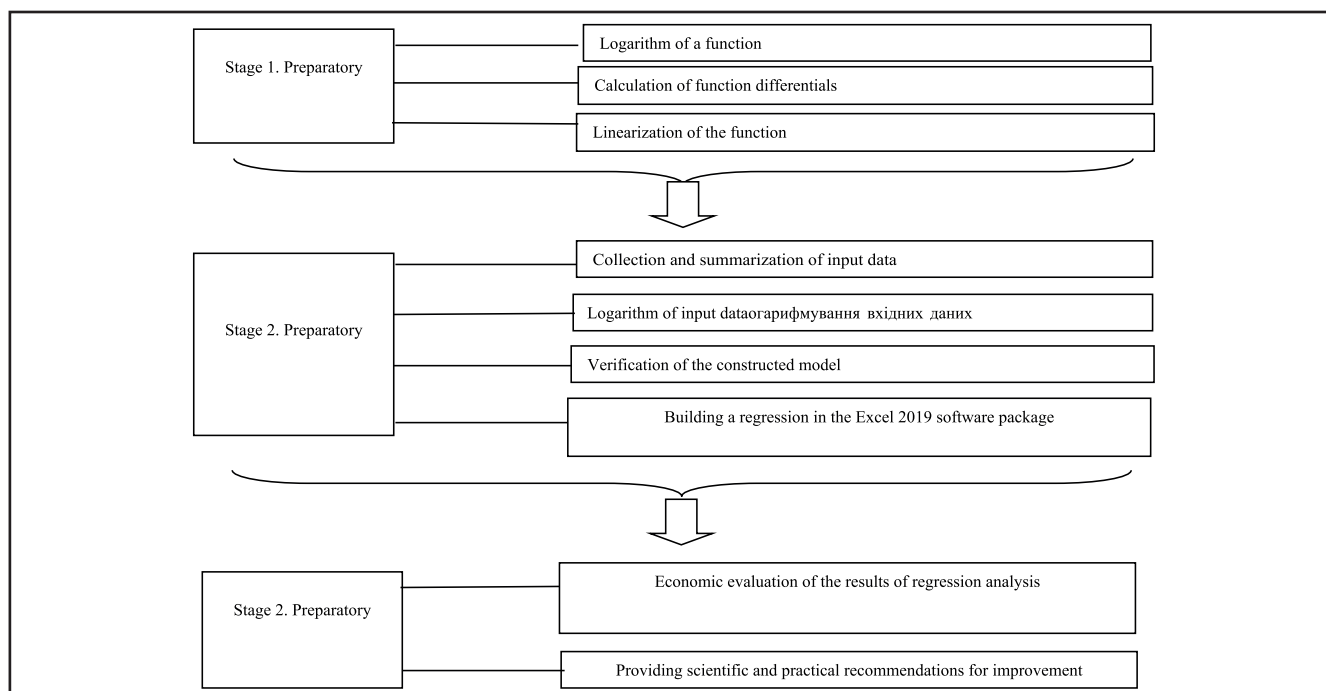 Stage 1. Preparatory
Logarithm of a function
Calculation of function differentials
Linearization of the function
Stage 2. Preparatory
Collection and summarization of input data
Logarithm of input dataогарифмування вхідних даних
Verification of the constructed model
Building a regression in the Excel 2019 software package
Stage 2. Preparatory
Economic evaluation of the results of regression analysis
Providing scientific and practical recommendations for improvement